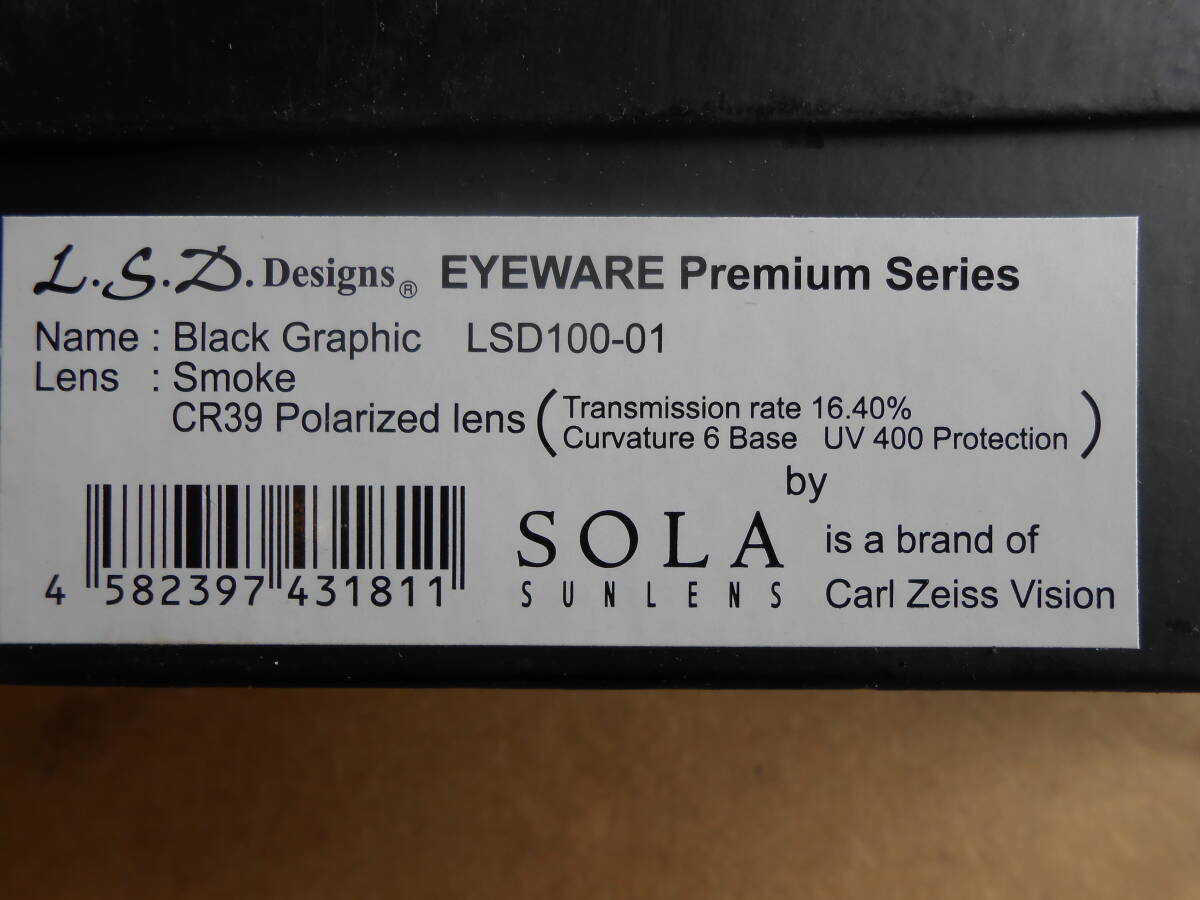 L.S.D. Designs® EYEWARE Premium Series
Name : Black Graphic LSD100-01
Lens : Smoke
CR39 Polarized lens (Transmission rate 16.40%
Curvature 6 Base UV 400 Protection)
by
SOLA is a brand of
SUNLENS Carl Zeiss Vision
4 582397 431811